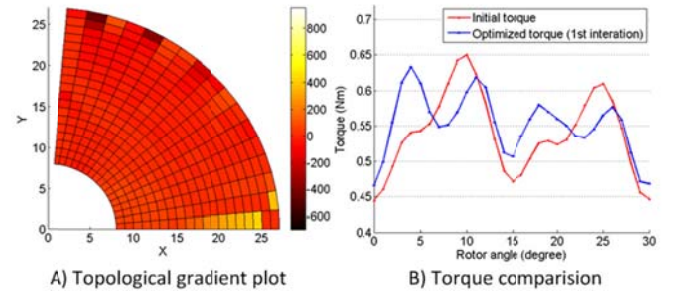 25
20
15
10
5
0
Y
0 5 10 15 20 25
X
800
600
400
200
0
-200
-400
-600
A) Topological gradient plot
0.7
0.65
0.6
0.55
0.5
0.45
0.4
Torque (Nm)
Initial torque
Optimized torque (1st interation)
0 5 10 15 20 25 30
Rotor angle (degree)
B) Torque comparision